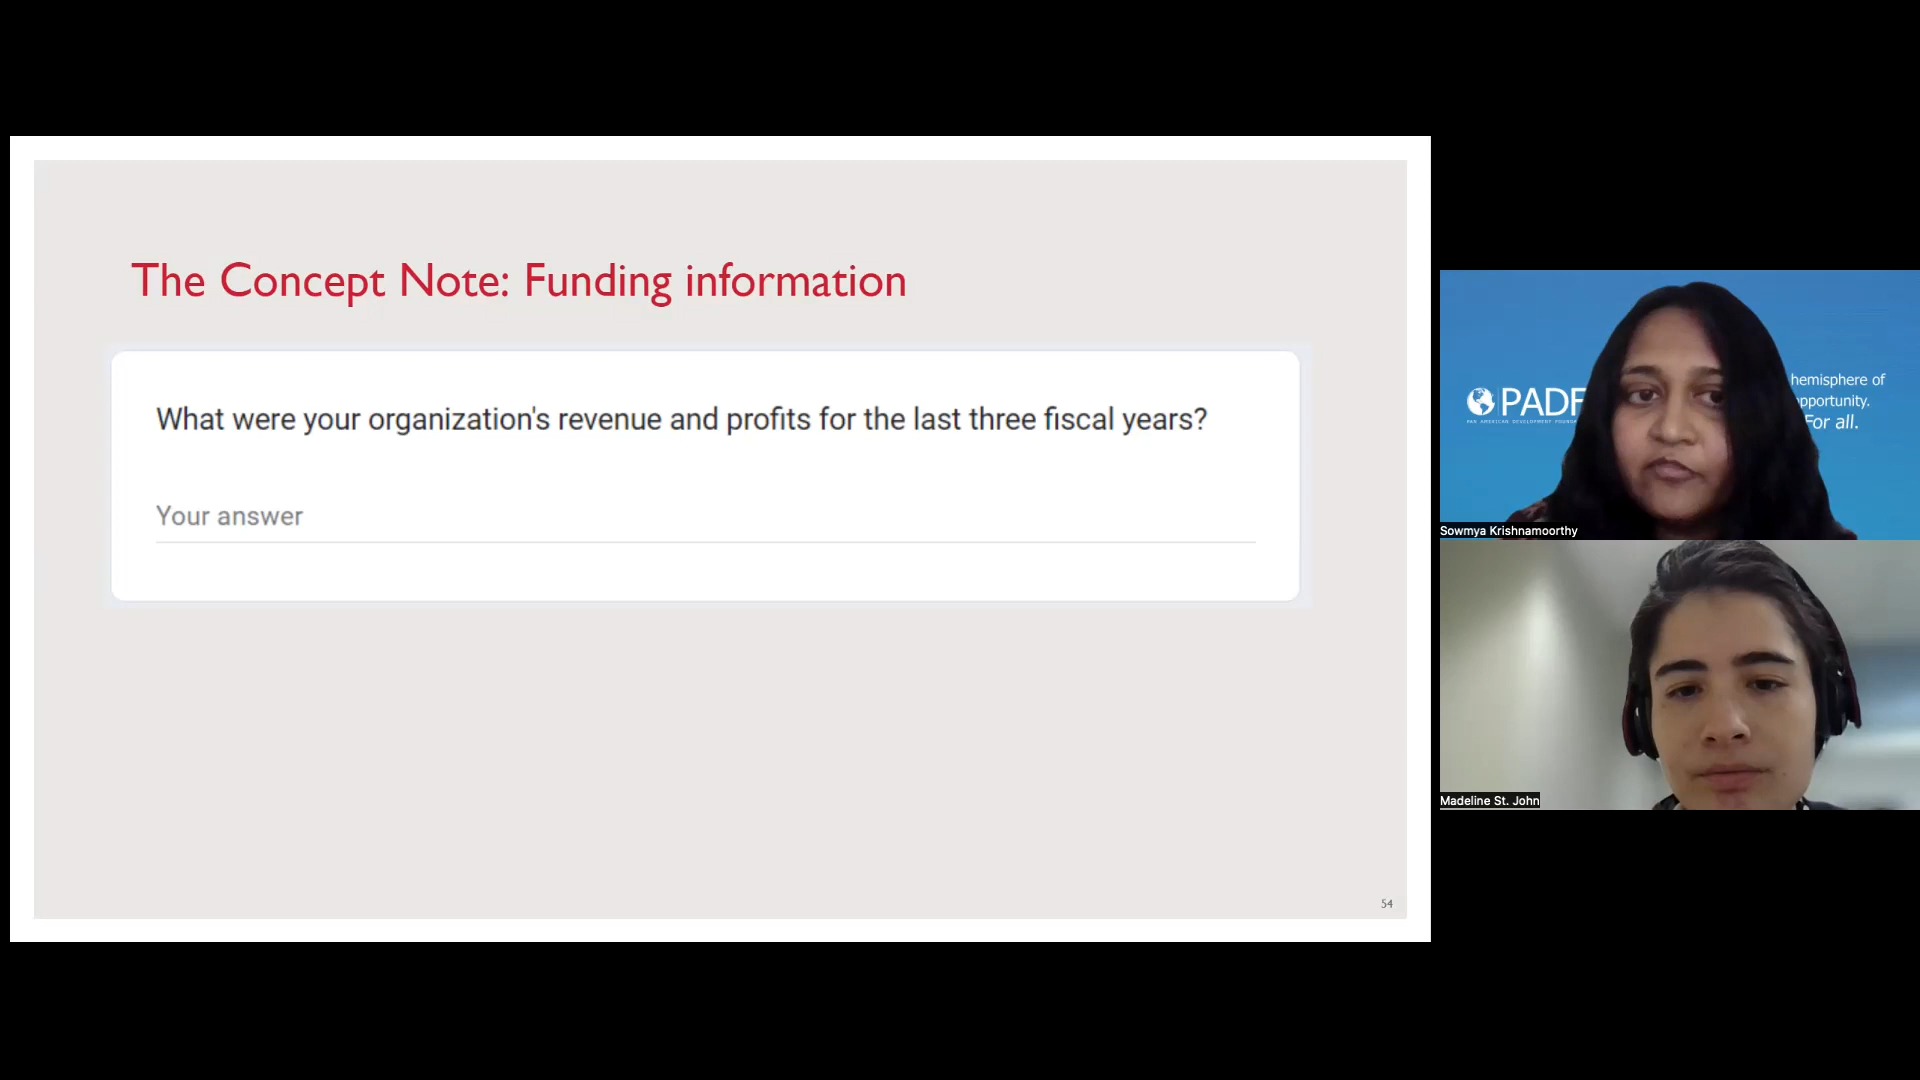 The Concept Note: Funding information
What were your organization's revenue and profits for the last three fiscal years?
Your answer
54
PADF
hemisphere of
pportunity.
For all.
Sowmya Krishnamoorthy
Madeline St. John